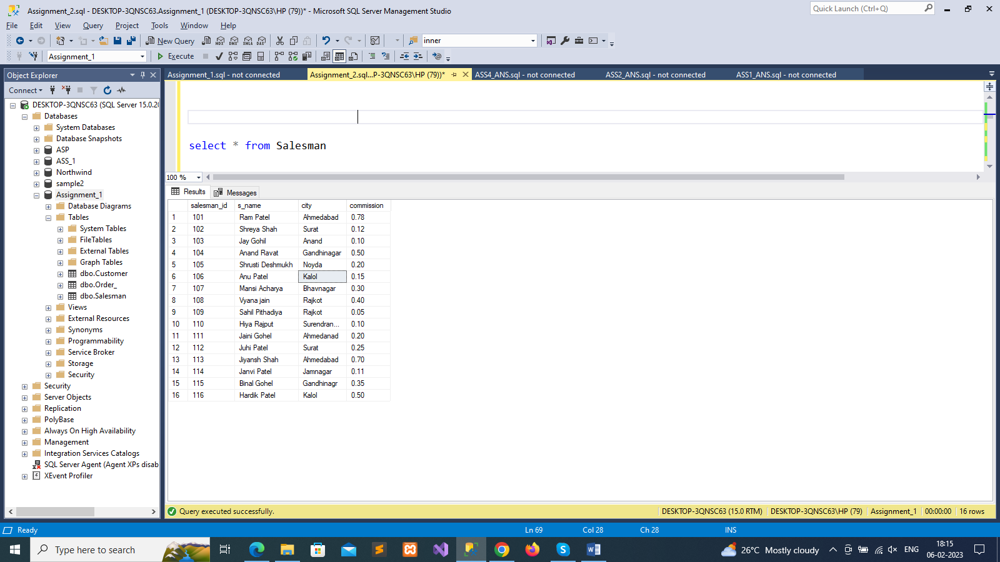 Assignment_2.sql - DESKTOP-3QNSC63.Assignment_1 (DESKTOP-3QNSC63\HP (79))* - Microsoft SQL Server Management Studio
Quick Launch (Ctrl+Q)
File Edit View Query Project Tools Window Help
New Query
MDX DMX XMLA DAX
inner
Assignment_1
Execute
Object Explorer
Assignment_1.sql - not connected
Assignment_2.sql...P-3QNSC63\HP (79))*
ASS4_ANS.sql - not connected
ASS2_ANS.sql - not connected
ASS1_ANS.sql - not connected
Connect
DESKTOP-3QNSC63 (SQL Server 15.0.20
Databases
System Databases
Database Snapshots
ASP
ASS_1
Northwind
sample2
Assignment_1
Database Diagrams
Tables
System Tables
FileTables
External Tables
Graph Tables
dbo.Customer
dbo.Order_
dbo.Salesman
Views
External Resources
Synonyms
Programmability
Service Broker
Storage
Security
Security
Server Objects
Replication
PolyBase
Always On High Availability
Management
Integration Services Catalogs
SQL Server Agent (Agent XPs disab
XEvent Profiler
select * from Salesman
100 %
Results Messages
salesman_id s_name city commission
1 101 Ram Patel Ahmedabad 0.78
2 102 Shreya Shah Surat 0.12
3 103 Jay Gohil Anand 0.10
4 104 Anand Ravat Gandhinagar 0.50
5 105 Shrusti Deshmukh Noyda 0.20
6 106 Anu Patel Kalol 0.15
7 107 Mansi Acharya Bhavnagar 0.30
8 108 Vyana jain Rajkot 0.40
9 109 Sahil Pithadiya Rajkot 0.05
10 110 Hiya Rajput Surendran... 0.10
11 111 Jaini Gohel Ahmedanad 0.20
12 112 Juhi Patel Surat 0.25
13 113 Jiyansh Shah Ahmedabad 0.70
14 114 Janvi Patel Jamnagar 0.11
15 115 Binal Gohel Gandhinagr 0.35
16 116 Hardik Patel Kalol 0.50
Query executed successfully.
DESKTOP-3QNSC63 (15.0 RTM) DESKTOP-3QNSC63\HP (79) Assignment_1 00:00:00 16 rows
Ready
Ln 69 Col 28 Ch 28 INS
Type here to search
26°C Mostly cloudy
ENG
18:15
06-02-2023